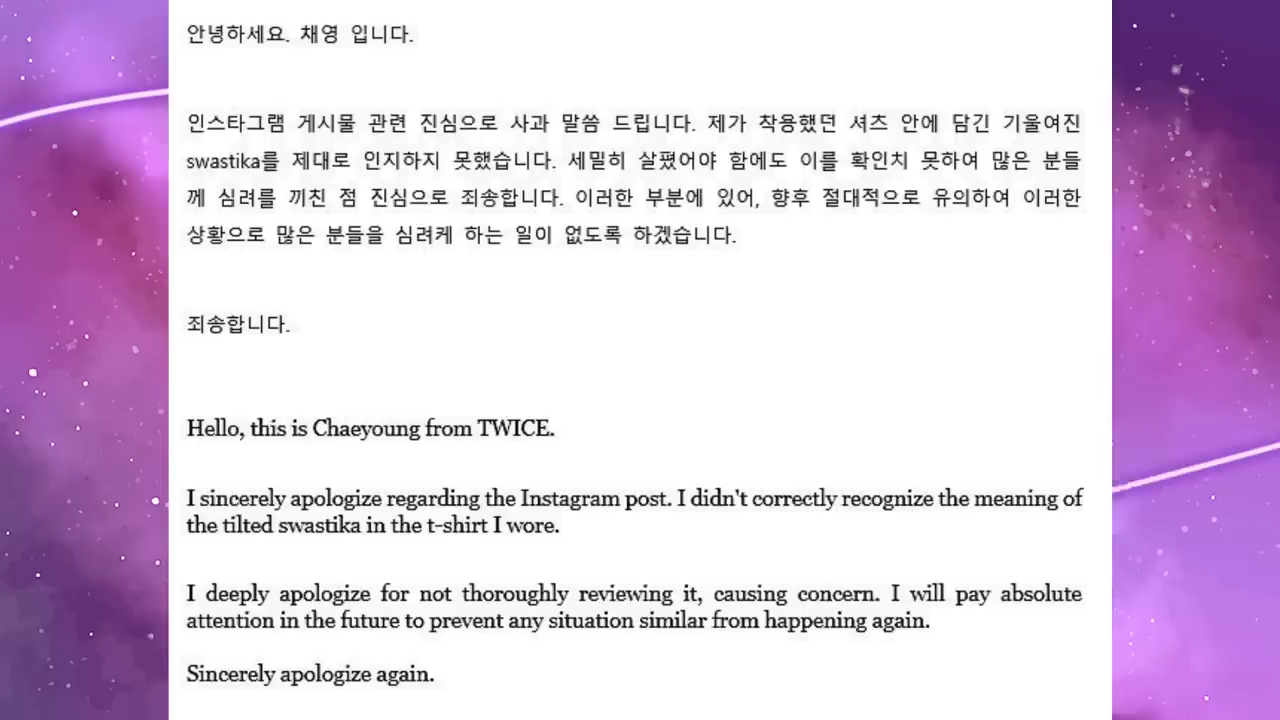 안녕하세요. 채영 입니다.
인스타그램 게시물 관련 진심으로 사과 말씀 드립니다. 제가 착용했던 셔츠 안에 담긴 기울여진
swastika를 제대로 인지하지 못했습니다. 세밀히 살폈어야 함에도 이를 확인치 못하여 많은 분들
께 심려를 끼친 점 진심으로 죄송합니다. 이러한 부분에 있어, 향후 절대적으로 유의하여 이러한
상황으로 많은 분들을 심려케 하는 일이 없도록 하겠습니다.
죄송합니다.
Hello, this is Chaeyoung from TWICE.
I sincerely apologize regarding the Instagram post. I didn't correctly recognize the meaning of
the tilted swastika in the t-shirt I wore.
I deeply apologize for not thoroughly reviewing it, causing concern. I will pay absolute
attention in the future to prevent any situation similar from happening again.
Sincerely apologize again.